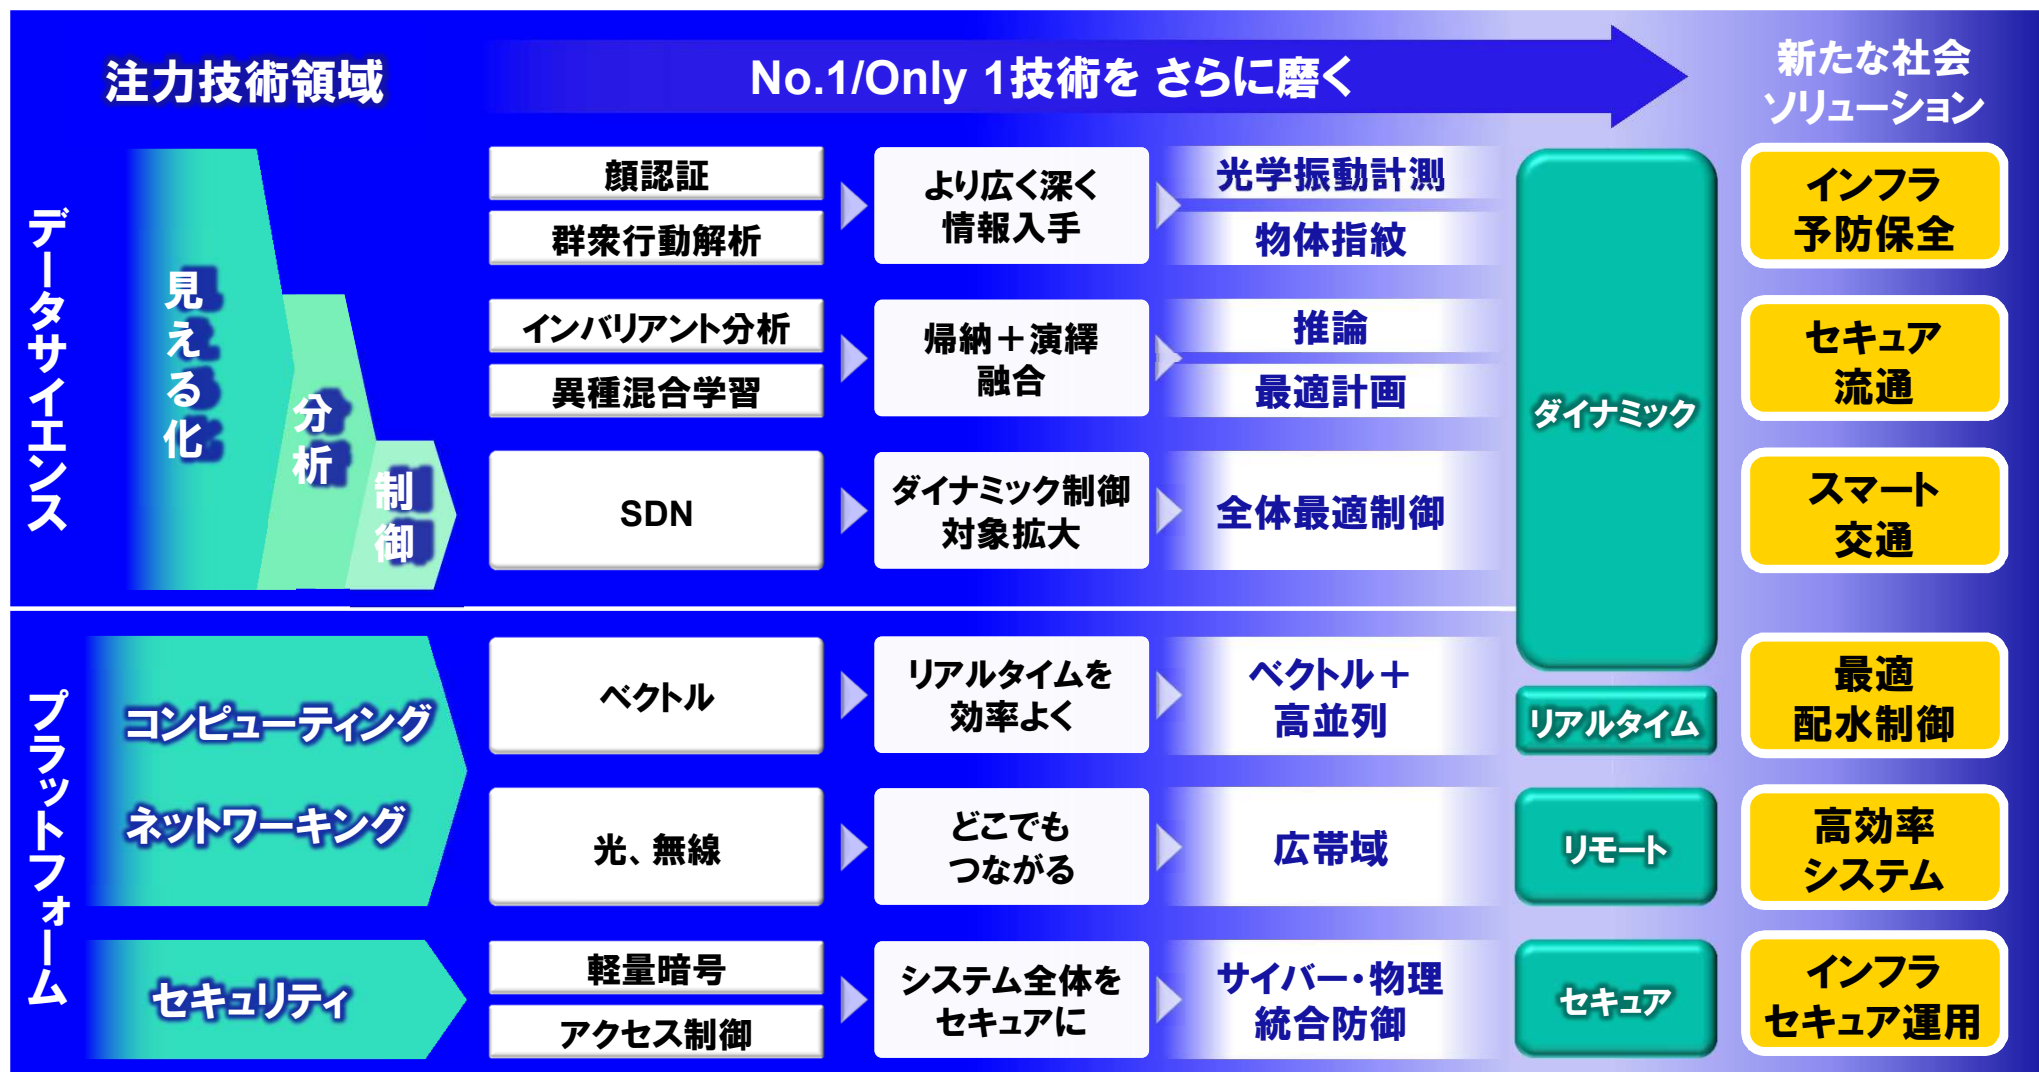 注力技術領域
No.1/Only 1技術を さらに磨く
新たな社会
ソリューション
データサイエンス
見える化
分析
制御
顔認証
群衆行動解析
より広く深く
情報入手
光学振動計測
物体指紋
インバリアント分析
異種混合学習
帰納＋演繹
融合
推論
最適計画
SDN
ダイナミック制御
対象拡大
全体最適制御
ダイナミック
インフラ
予防保全
セキュア
流通
スマート
交通
プラットフォーム
コンピューティング
ネットワーキング
ベクトル
リアルタイムを
効率よく
ベクトル＋
高並列
リアルタイム
最適
配水制御
光、無線
どこでも
つながる
広帯域
リモート
高効率
システム
セキュリティ
軽量暗号
アクセス制御
システム全体を
セキュアに
サイバー・物理
統合防御
セキュア
インフラ
セキュア運用